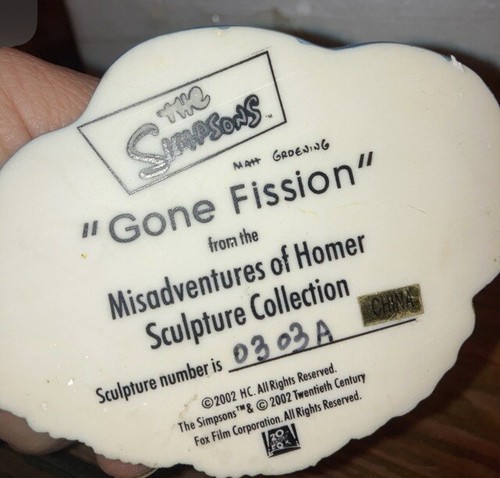 THE
SIMPSONS™
MATT GROENING
"Gone Fission"
from the
Misadventures of Homer
Sculpture Collection
CHINA
Sculpture number is 0303A
©2002 HC. All Rights Reserved.
The Simpsons™& © 2002 Twentieth Century
Fox Film Corporation. All Rights Reserved.